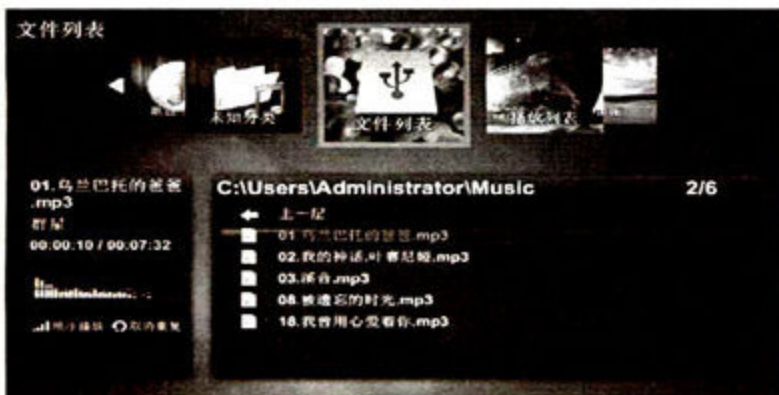 文件列表
未知分类
文件列表
播放列表
01.乌兰巴托的爸爸
.mp3
群星
00:00:10 / 00:07:32
顺序播放 取消重复
C:\Users\Administrator\Music 2/6
上一层
01.乌兰巴托的爸爸.mp3
02.我的神话.叶赛尼娅.mp3
03.落音.mp3
08.被遗忘的时光.mp3
18.我曾用心爱着你.mp3